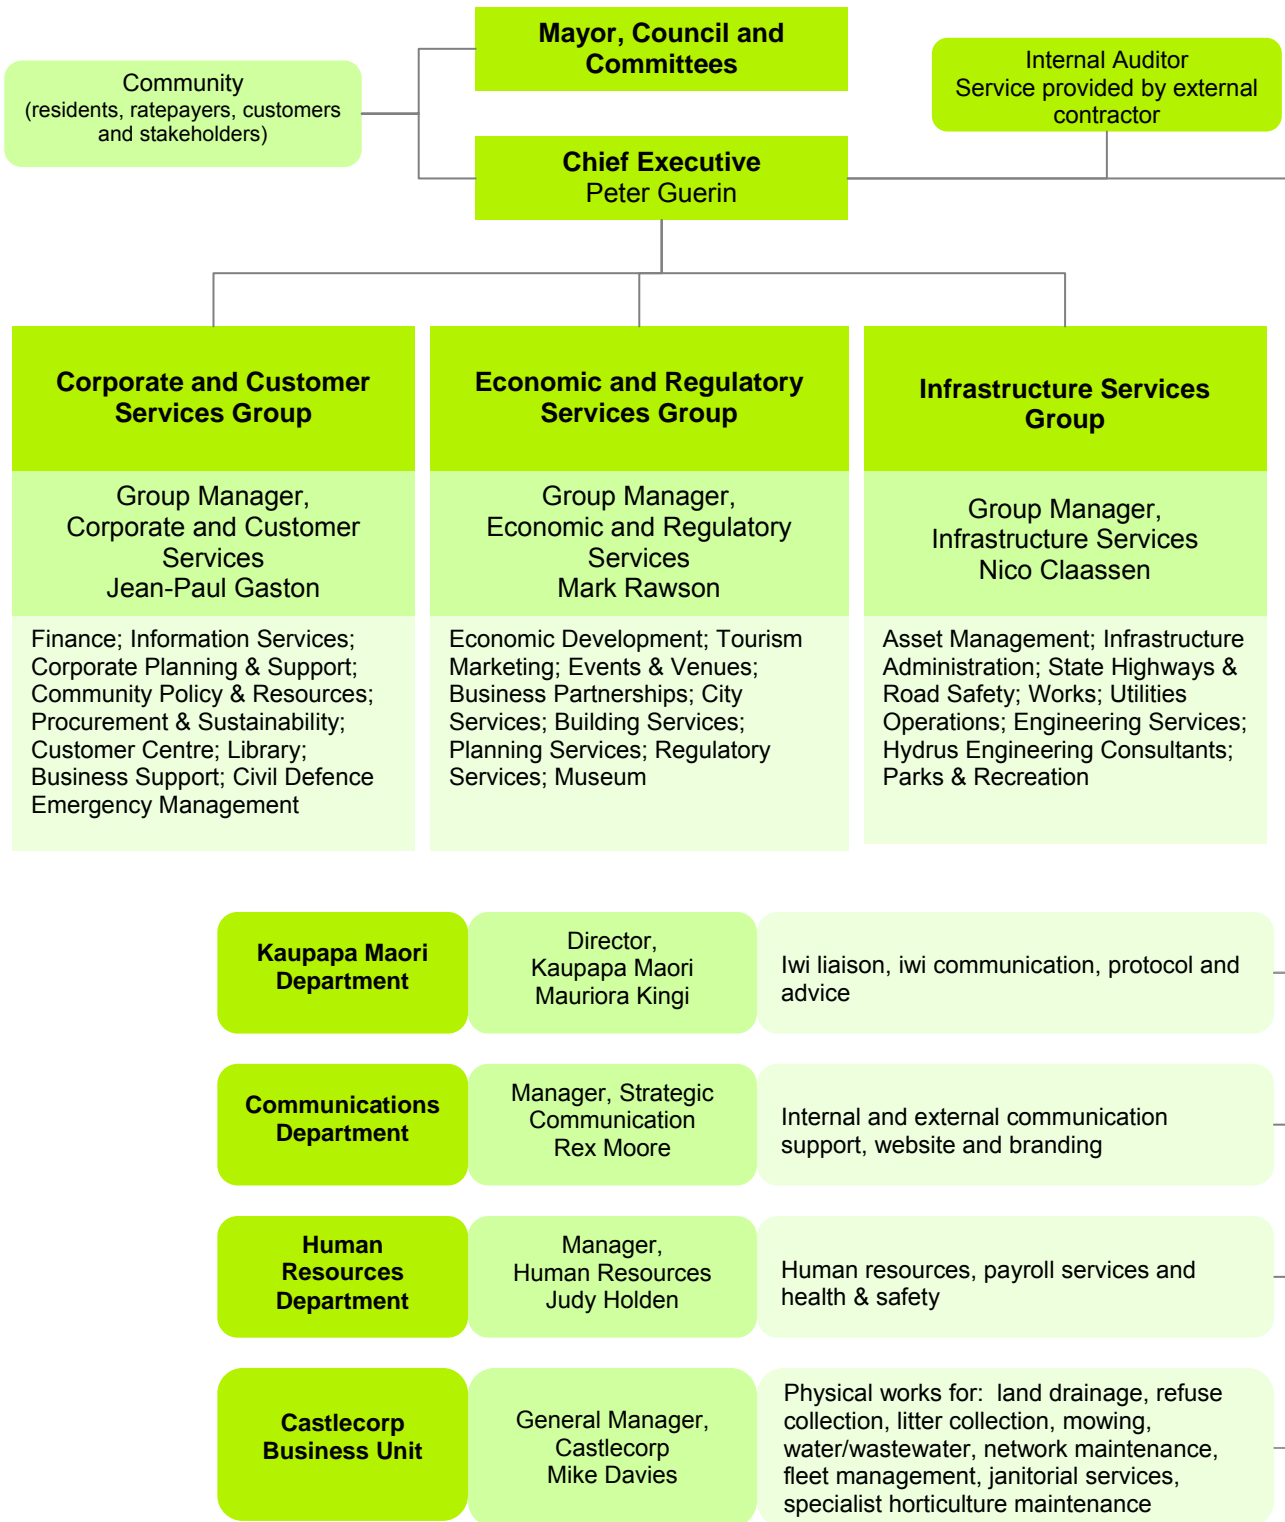 Mayor, Council and
Committees
Community
(residents, ratepayers, customers
and stakeholders)
Internal Auditor
Service provided by external
contractor
Chief Executive
Peter Guerin
Corporate and Customer
Services Group
Group Manager,
Corporate and Customer
Services
Jean-Paul Gaston
Finance; Information Services;
Corporate Planning & Support;
Community Policy & Resources;
Procurement & Sustainability;
Customer Centre; Library;
Business Support; Civil Defence
Emergency Management
Economic and Regulatory
Services Group
Group Manager,
Economic and Regulatory
Services
Mark Rawson
Economic Development; Tourism
Marketing; Events & Venues;
Business Partnerships; City
Services; Building Services;
Planning Services; Regulatory
Services; Museum
Infrastructure Services
Group
Group Manager,
Infrastructure Services
Nico Claassen
Asset Management; Infrastructure
Administration; State Highways &
Road Safety; Works; Utilities
Operations; Engineering Services;
Hydrus Engineering Consultants;
Parks & Recreation
Kaupapa Maori
Department
Director,
Kaupapa Maori
Mauriora Kingi
Iwi liaison, iwi communication, protocol and
advice
Communications
Department
Manager, Strategic
Communication
Rex Moore
Internal and external communication
support, website and branding
Human
Resources
Department
Manager,
Human Resources
Judy Holden
Human resources, payroll services and
health & safety
Castlecorp
Business Unit
General Manager,
Castlecorp
Mike Davies
Physical works for:  land drainage, refuse
collection, litter collection, mowing,
water/wastewater, network maintenance,
fleet management, janitorial services,
specialist horticulture maintenance